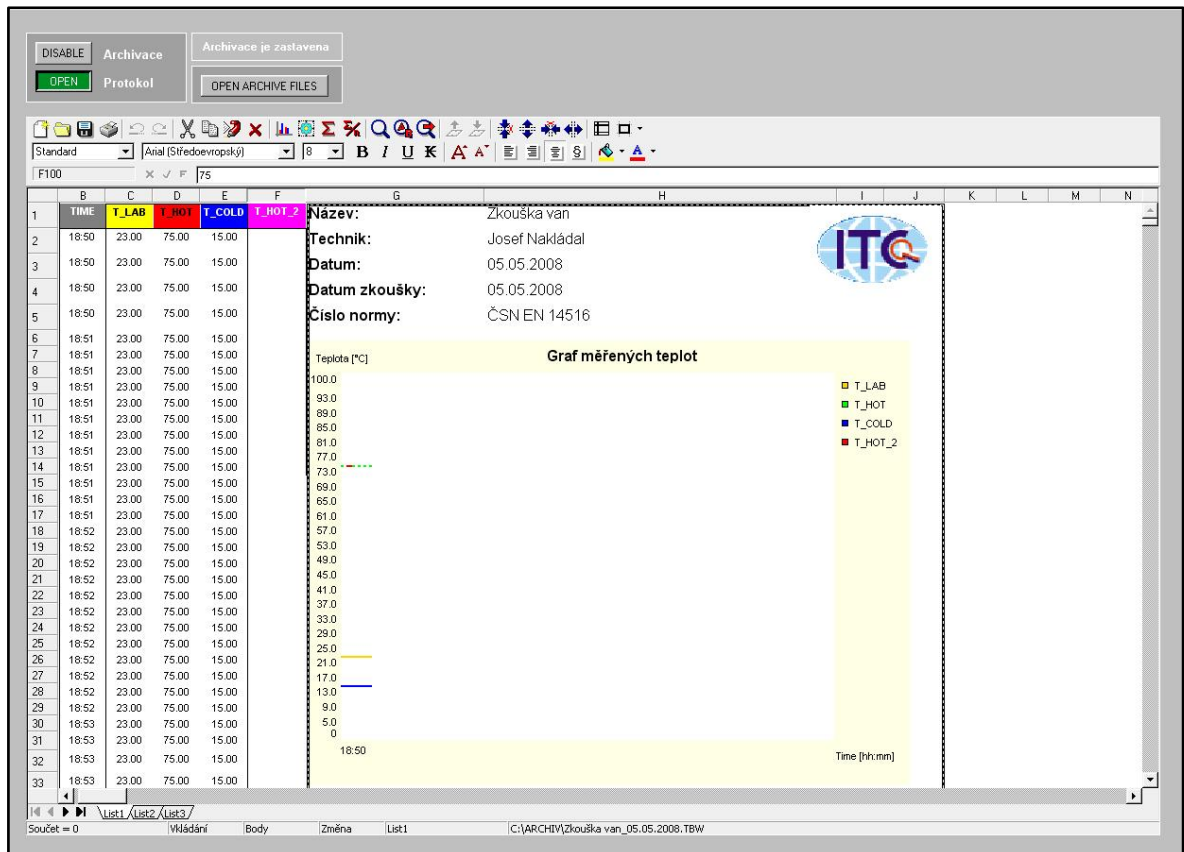 DISABLE Archivace Archivace je zastavena
OPEN Protokol OPEN ARCHIVE FILES
Standard Arial (Středoevropský) 8 B I U K A A § A
F100 75
B C D E F G H I J K L M N
1 TIME T_LAB T_HOT T_COLD T_HOT_2 Název: Zkouška van
2 18:50 23.00 75.00 15.00 Technik: Josef Nakládal
3 18:50 23.00 75.00 15.00 Datum: 05.05.2008
4 18:50 23.00 75.00 15.00 Datum zkoušky: 05.05.2008
5 18:50 23.00 75.00 15.00 Číslo normy: ČSN EN 14516
ITC
6 18:51 23.00 75.00 15.00
7 18:51 23.00 75.00 15.00
8 18:51 23.00 75.00 15.00
9 18:51 23.00 75.00 15.00
10 18:51 23.00 75.00 15.00
11 18:51 23.00 75.00 15.00
12 18:51 23.00 75.00 15.00
13 18:51 23.00 75.00 15.00
14 18:51 23.00 75.00 15.00
15 18:51 23.00 75.00 15.00
16 18:51 23.00 75.00 15.00
17 18:51 23.00 75.00 15.00
18 18:52 23.00 75.00 15.00
19 18:52 23.00 75.00 15.00
20 18:52 23.00 75.00 15.00
21 18:52 23.00 75.00 15.00
22 18:52 23.00 75.00 15.00
23 18:52 23.00 75.00 15.00
24 18:52 23.00 75.00 15.00
25 18:52 23.00 75.00 15.00
26 18:52 23.00 75.00 15.00
27 18:52 23.00 75.00 15.00
28 18:52 23.00 75.00 15.00
29 18:52 23.00 75.00 15.00
30 18:53 23.00 75.00 15.00
31 18:53 23.00 75.00 15.00
32 18:53 23.00 75.00 15.00
33 18:53 23.00 75.00 15.00
Teplota [°C] Graf měřených teplot
100.0
93.0
89.0
85.0
81.0
77.0
73.0
69.0
65.0
61.0
57.0
53.0
49.0
45.0
41.0
37.0
33.0
29.0
25.0
21.0
17.0
13.0
9.0
5.0
0
18:50 Time [hh:mm]
T_LAB
T_HOT
T_COLD
T_HOT_2
List1 List2 List3
Součet = 0 Vkládání Body Změna List1 C:\ARCHIV\Zkouška van_05.05.2008.TBW